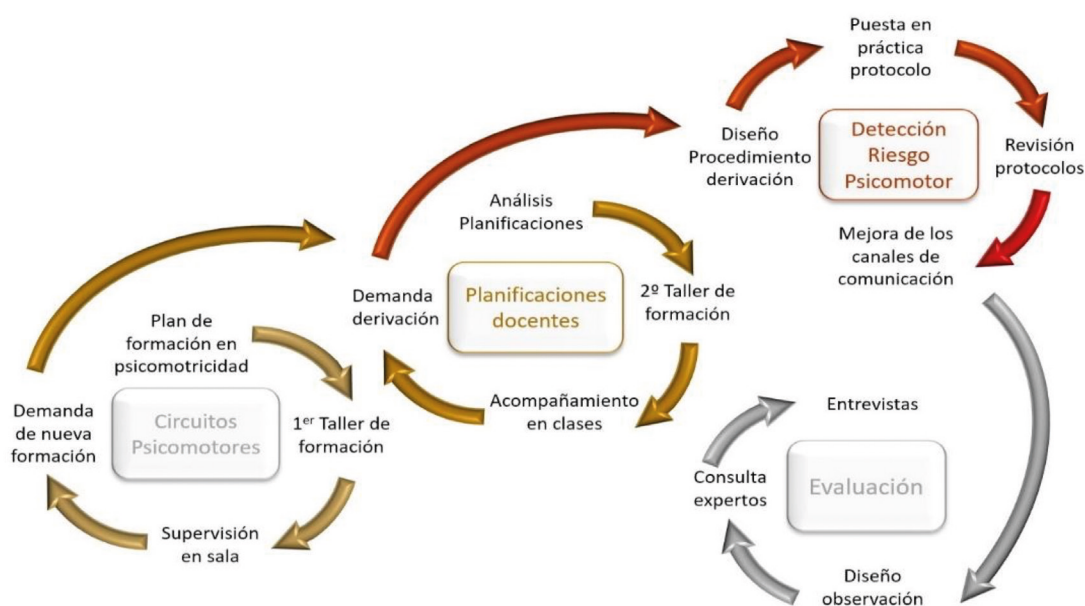 Plan de
formación en
psicomotricidad
Circuitos
Psicomotores
1er Taller de
formación
Supervisión
en sala
Demanda
de nueva
formación
Análisis
Planificaciones
Planificaciones
docentes
2º Taller de
formación
Acompañamiento
en clases
Demanda
derivación
Diseño
Procedimiento
derivación
Puesta en
práctica
protocolo
Detección
Riesgo
Psicomotor
Revisión
protocolos
Mejora de los
canales de
comunicación
Diseño
observación
Consulta
expertos
Entrevistas
Evaluación